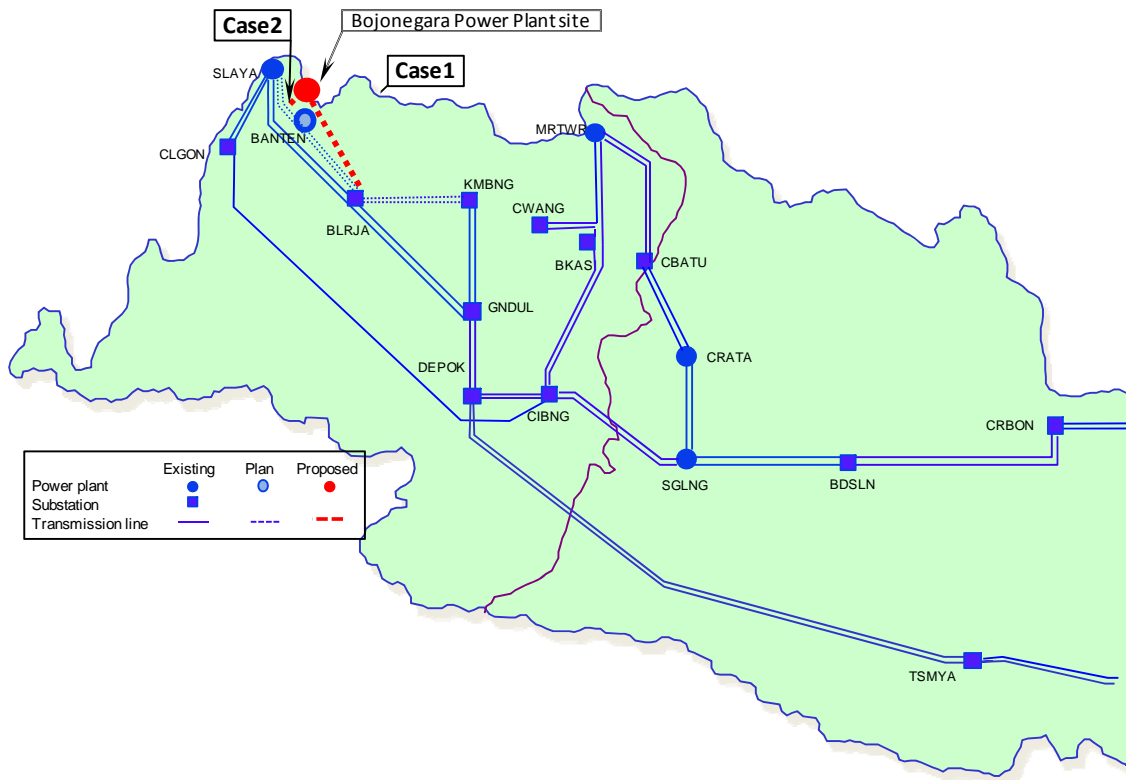 Case2
Bojonegara Power Plant site
Case1
SLAYA
BANTEN
CLGON
MRTWR
KMBNG
CWANG
BLRJA
BKAS
CBATU
GNDUL
DEPOK
CRATA
CIBNG
CRBON
SGLNG
BDSLN
TSMYA
Existing Plan Proposed
Power plant
Substation
Transmission line